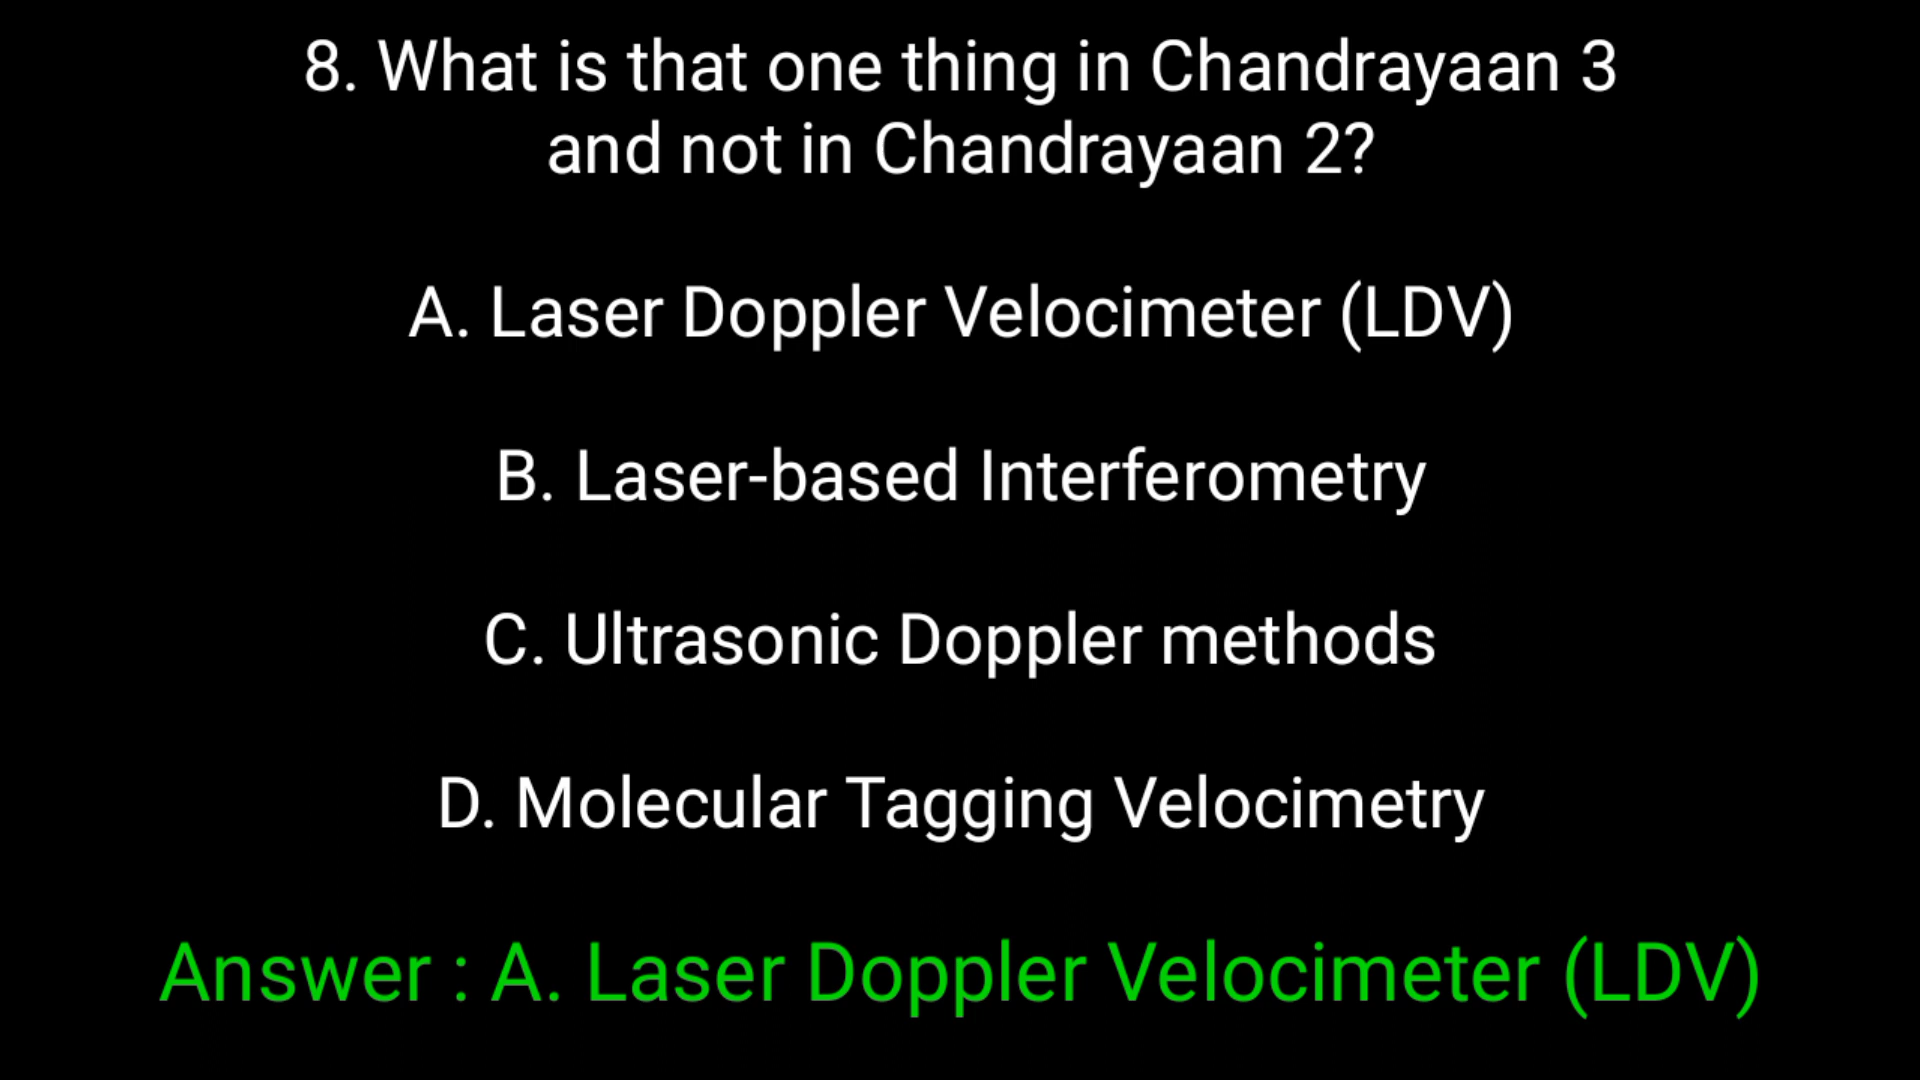 8. What is that one thing in Chandrayaan 3
and not in Chandrayaan 2?
A. Laser Doppler Velocimeter (LDV)
B. Laser-based Interferometry
C. Ultrasonic Doppler methods
D. Molecular Tagging Velocimetry
Answer : A. Laser Doppler Velocimeter (LDV)